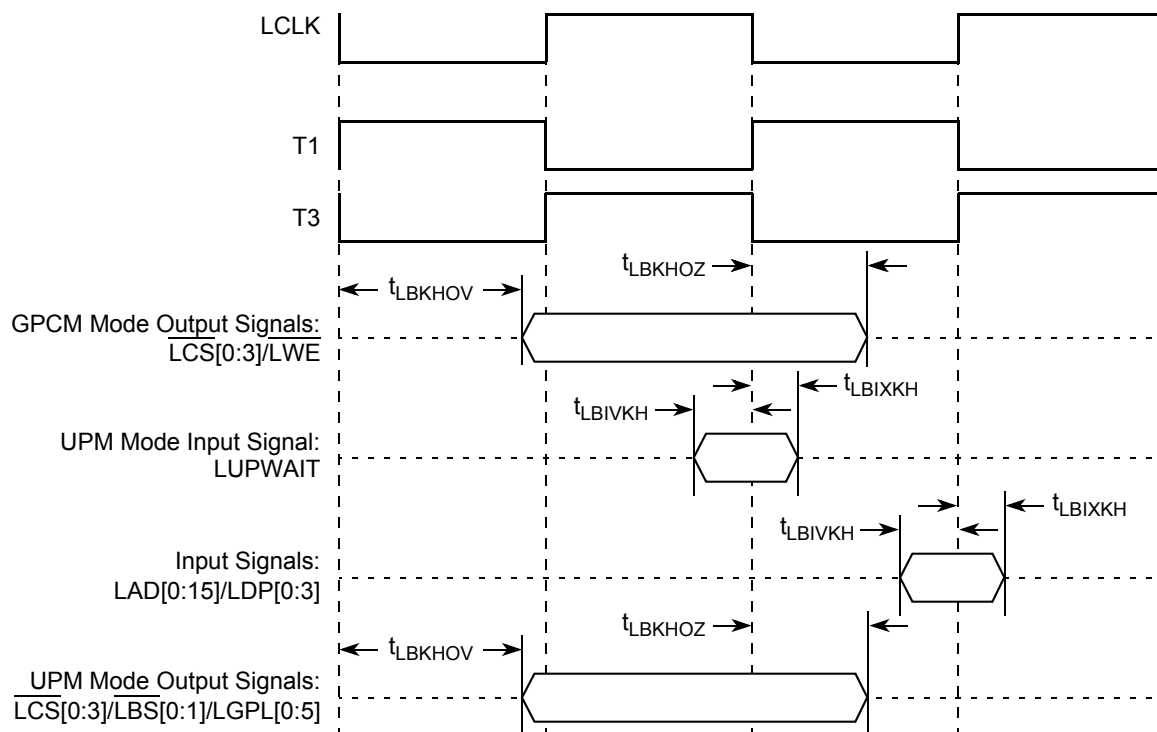 LCLK
T1
T3
tLBKHOZ
tLBKHOV
GPCM Mode Output Signals:
LCS[0:3]/LWE
tLBIXKH
tLBIVKH
UPM Mode Input Signal:
LUPWAIT
tLBIXKH
tLBIVKH
Input Signals:
LAD[0:15]/LDP[0:3]
tLBKHOZ
tLBKHOV
UPM Mode Output Signals:
LCS[0:3]/LBS[0:1]/LGPL[0:5]